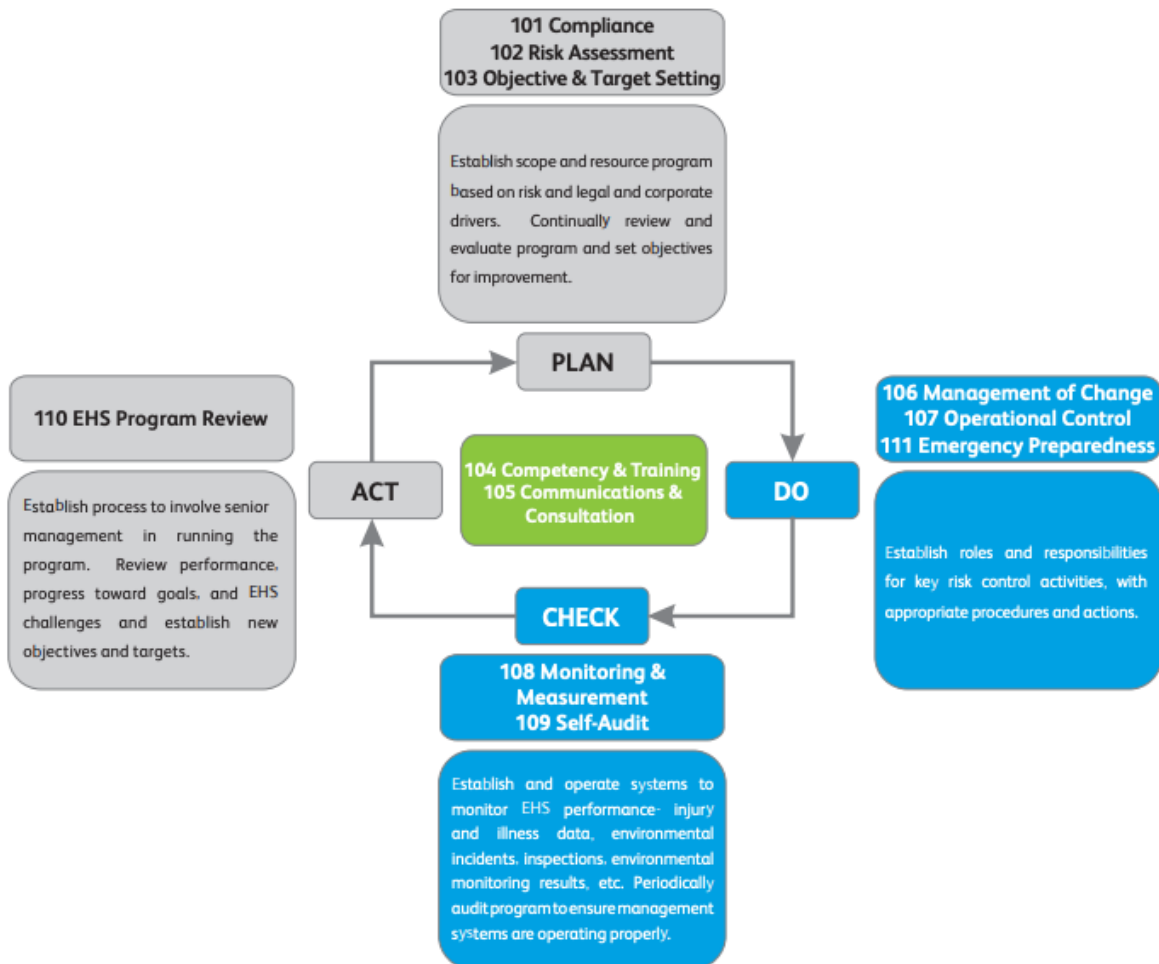 101 Compliance
102 Risk Assessment
103 Objective & Target Setting
Establish scope and resource program
based on risk and legal and corporate
drivers. Continually review and
evaluate program and set objectives
for improvement.
PLAN
110 EHS Program Review
Establish process to involve senior
management in running the
program. Review performance,
progress toward goals, and EHS
challenges and establish new
objectives and targets.
ACT
104 Competency & Training
105 Communications &
Consultation
DO
106 Management of Change
107 Operational Control
111 Emergency Preparedness
Establish roles and responsibilities
for key risk control activities, with
appropriate procedures and actions.
CHECK
108 Monitoring &
Measurement
109 Self-Audit
Establish and operate systems to
monitor EHS performance- injury
and illness data, environmental
incidents, inspections, environmental
monitoring results, etc. Periodically
audit program to ensure management
systems are operating properly.